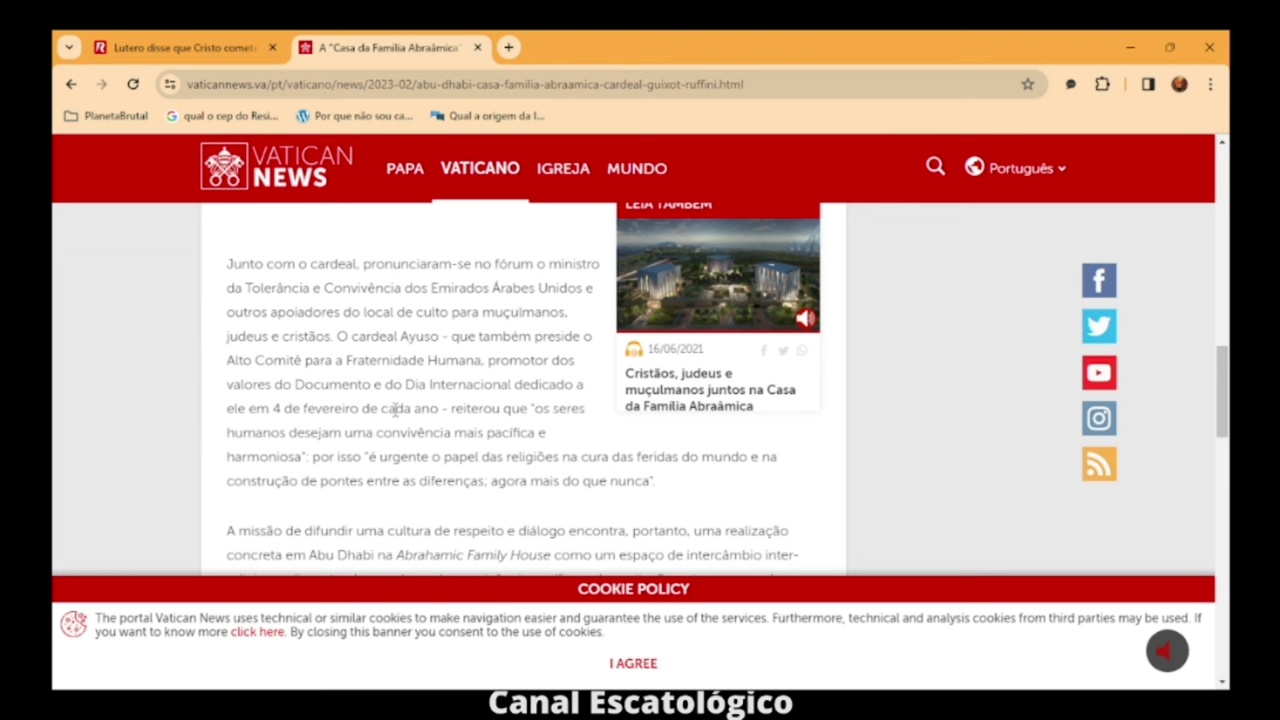 Lutero disse que Cristo comete
A "Casa da Família Abraâmica"
vaticannews.va/pt/vaticano/news/2023-02/abu-dhabi-casa-familia-abraamica-cardeal-guixot-ruffini.html
PlanetaBrutal
qual o cep do Resi...
Por que não sou ca...
Qual a origem da I...
VATICAN
NEWS
PAPA
VATICANO
IGREJA
MUNDO
Português
LEIA TAMBÉM
Junto com o cardeal, pronunciaram-se no fórum o ministro
da Tolerância e Convivência dos Emirados Árabes Unidos e
outros apoiadores do local de culto para muçulmanos,
judeus e cristãos. O cardeal Ayuso - que também preside o
Alto Comitê para a Fraternidade Humana, promotor dos
valores do Documento e do Dia Internacional dedicado a
ele em 4 de fevereiro de cada ano - reiterou que "os seres
humanos desejam uma convivência mais pacífica e
harmoniosa": por isso "é urgente o papel das religiões na cura das feridas do mundo e na
construção de pontes entre as diferenças; agora mais do que nunca".
16/06/2021
Cristãos, judeus e
muçulmanos juntos na Casa
da Família Abraâmica
A missão de difundir uma cultura de respeito e diálogo encontra, portanto, uma realização
concreta em Abu Dhabi na Abrahamic Family House como um espaço de intercâmbio inter-
COOKIE POLICY
The portal Vatican News uses technical or similar cookies to make navigation easier and guarantee the use of the services. Furthermore, technical and analysis cookies from third parties may be used. If
you want to know more click here. By closing this banner you consent to the use of cookies.
I AGREE
Canal Escatológico